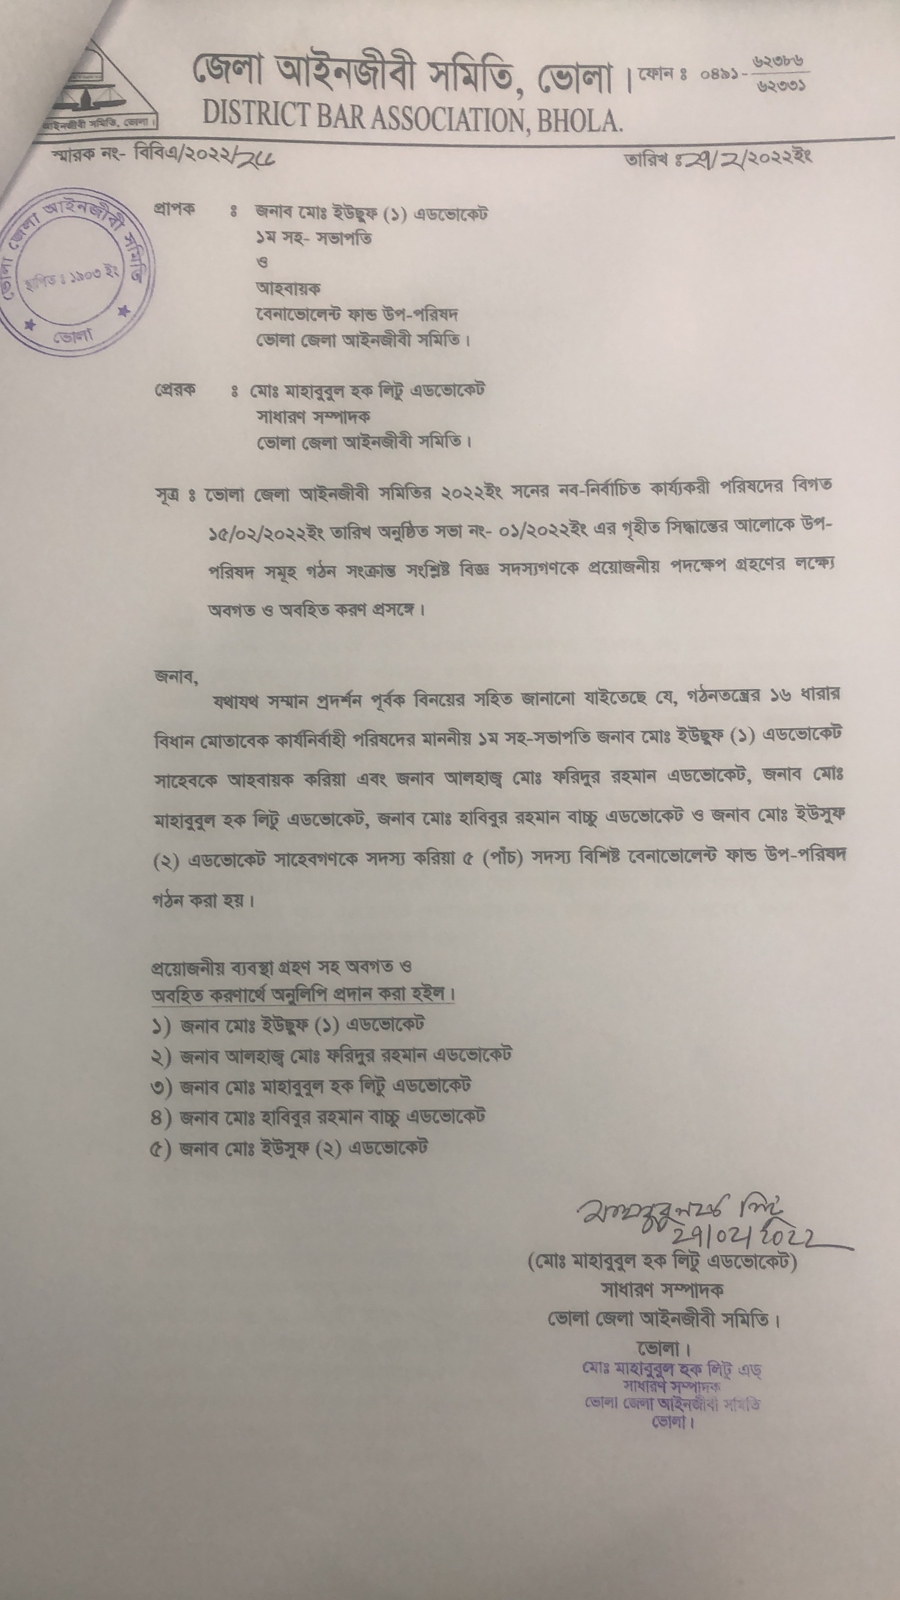 জেলা আইনজীবী সমিতি, ভোলা। ফোন ঃ ০৪৯১-৬২৩৮৬
৬২৩৩১
DISTRICT BAR ASSOCIATION, BHOLA.
আইনজীবী সমিতি, ভোলা।
স্মারক নং- বিবিএ/২০২২/
তারিখ ঃ ২৭/২/২০২২ইং
ভোলা জেলা আইনজীবী সমিতি
স্থাপিত ঃ ১৯০৩ ইং
ভোলা
প্রাপক ঃ জনাব মোঃ ইউছুফ (১) এডভোকেট
১ম সহ- সভাপতি
ও
আহবায়ক
বেনাভোলেন্ট ফান্ড উপ-পরিষদ
ভোলা জেলা আইনজীবী সমিতি।
প্রেরক ঃ মোঃ মাহাবুবুল হক লিটু এডভোকেট
সাধারণ সম্পাদক
ভোলা জেলা আইনজীবী সমিতি।
সূত্র ঃ ভোলা জেলা আইনজীবী সমিতির ২০২২ইং সনের নব-নির্বাচিত কার্য্যকরী পরিষদের বিগত
১৫/০২/২০২২ইং তারিখ অনুষ্ঠিত সভা নং- ০১/২০২২ইং এর গৃহীত সিদ্ধান্তের আলোকে উপ-
পরিষদ সমূহ গঠন সংক্রান্ত সংশ্লিষ্ট বিজ্ঞ সদস্যগণকে প্রয়োজনীয় পদক্ষেপ গ্রহণের লক্ষ্যে
অবগত ও অবহিত করণ প্রসঙ্গে।
জনাব,
যথাযথ সম্মান প্রদর্শন পূর্বক বিনয়ের সহিত জানানো যাইতেছে যে, গঠনতন্ত্রের ১৬ ধারার
বিধান মোতাবেক কার্যনির্বাহী পরিষদের মাননীয় ১ম সহ-সভাপতি জনাব মোঃ ইউছুফ (১) এডভোকেট
সাহেবকে আহবায়ক করিয়া এবং জনাব আলহাজ্ব মোঃ ফরিদুর রহমান এডভোকেট, জনাব মোঃ
মাহাবুবুল হক লিটু এডভোকেট, জনাব মোঃ হাবিবুর রহমান বাচ্চু এডভোকেট ও জনাব মোঃ ইউসুফ
(২) এডভোকেট সাহেবগণকে সদস্য করিয়া ৫ (পাঁচ) সদস্য বিশিষ্ট বেনাভোলেন্ট ফান্ড উপ-পরিষদ
গঠন করা হয়।
প্রয়োজনীয় ব্যবস্থা গ্রহণ সহ অবগত ও
অবহিত করণার্থে অনুলিপি প্রদান করা হইল।
১) জনাব মোঃ ইউছুফ (১) এডভোকেট
২) জনাব আলহাজ্ব মোঃ ফরিদুর রহমান এডভোকেট
৩) জনাব মোঃ মাহাবুবুল হক লিটু এডভোকেট
৪) জনাব মোঃ হাবিবুর রহমান বাচ্চু এডভোকেট
৫) জনাব মোঃ ইউসুফ (২) এডভোকেট
২৭/০২/২০২২
(মোঃ মাহাবুবুল হক লিটু এডভোকেট)
সাধারণ সম্পাদক
ভোলা জেলা আইনজীবী সমিতি।
ভোলা।
মোঃ মাহাবুবুল হক লিটু এড্
সাধারণ সম্পাদক
ভোলা জেলা আইনজীবী সমিতি
ভোলা।